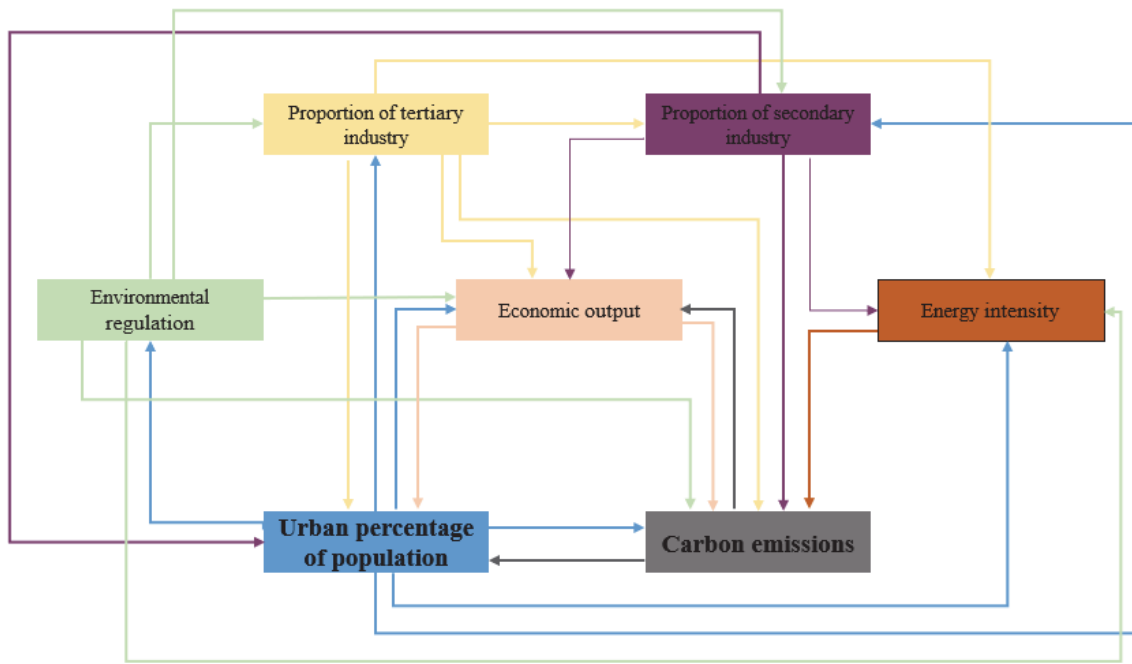 Proportion of tertiary
industry
Proportion of secondary
industry
Environmental
regulation
Economic output
Energy intensity
Urban percentage
of population
Carbon emissions